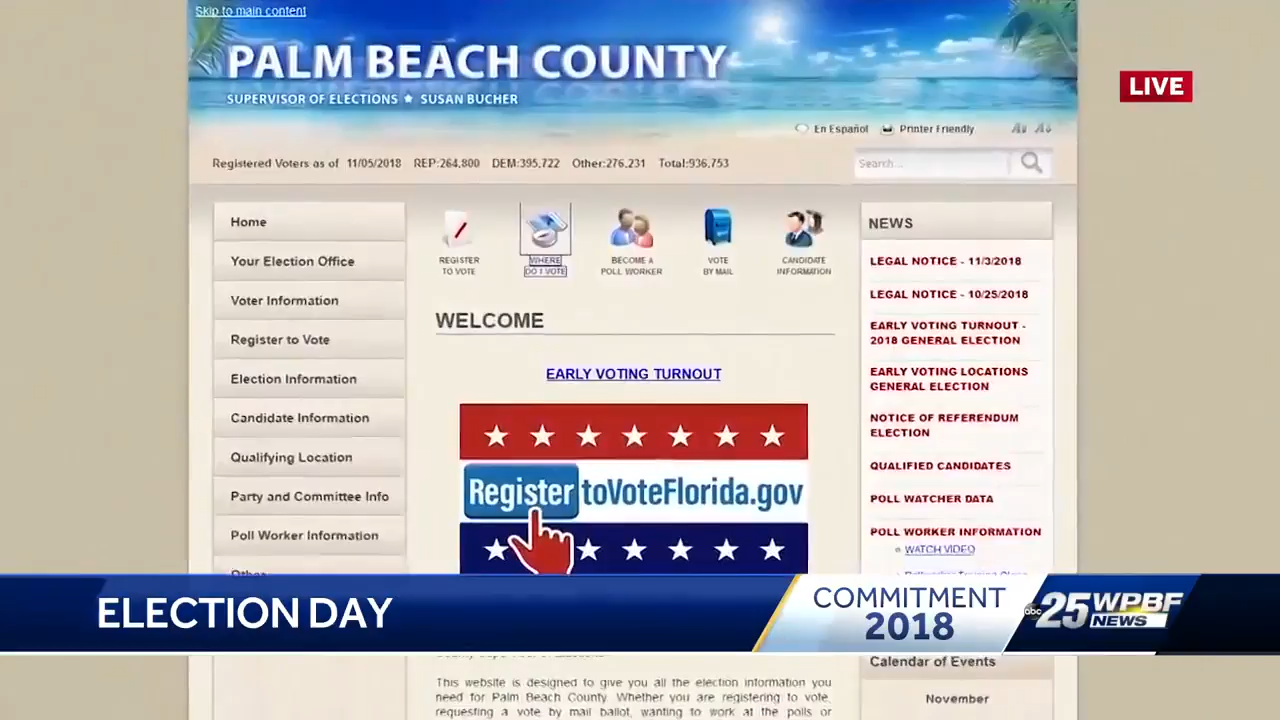 Skip to main content
PALM BEACH COUNTY
SUPERVISOR OF ELECTIONS ★ SUSAN BUCHER
LIVE
En Español Printer Friendly
Registered Voters as of 11/05/2018 REP:264,800 DEM:395,722 Other:276,231 Total:936,753
Search...
Home
Your Election Office
Voter Information
Register to Vote
Election Information
Candidate Information
Qualifying Location
Party and Committee Info
Poll Worker Information
Other
REGISTER
TO VOTE
WHERE
DO I VOTE
BECOME A
POLL WORKER
VOTE
BY MAIL
CANDIDATE
INFORMATION
WELCOME
EARLY VOTING TURNOUT
Register toVoteFlorida.gov
NEWS
LEGAL NOTICE - 11/3/2018
LEGAL NOTICE - 10/25/2018
EARLY VOTING TURNOUT -
2018 GENERAL ELECTION
EARLY VOTING LOCATIONS
GENERAL ELECTION
NOTICE OF REFERENDUM
ELECTION
QUALIFIED CANDIDATES
POLL WATCHER DATA
POLL WORKER INFORMATION
WATCH VIDEO
ELECTION DAY
COMMITMENT
2018
abc 25 WPBF
NEWS
This website is designed to give you all the election information you
need for Palm Beach County. Whether you are registering to vote,
requesting a vote by mail ballot, wanting to work at the polls or
Calendar of Events
November